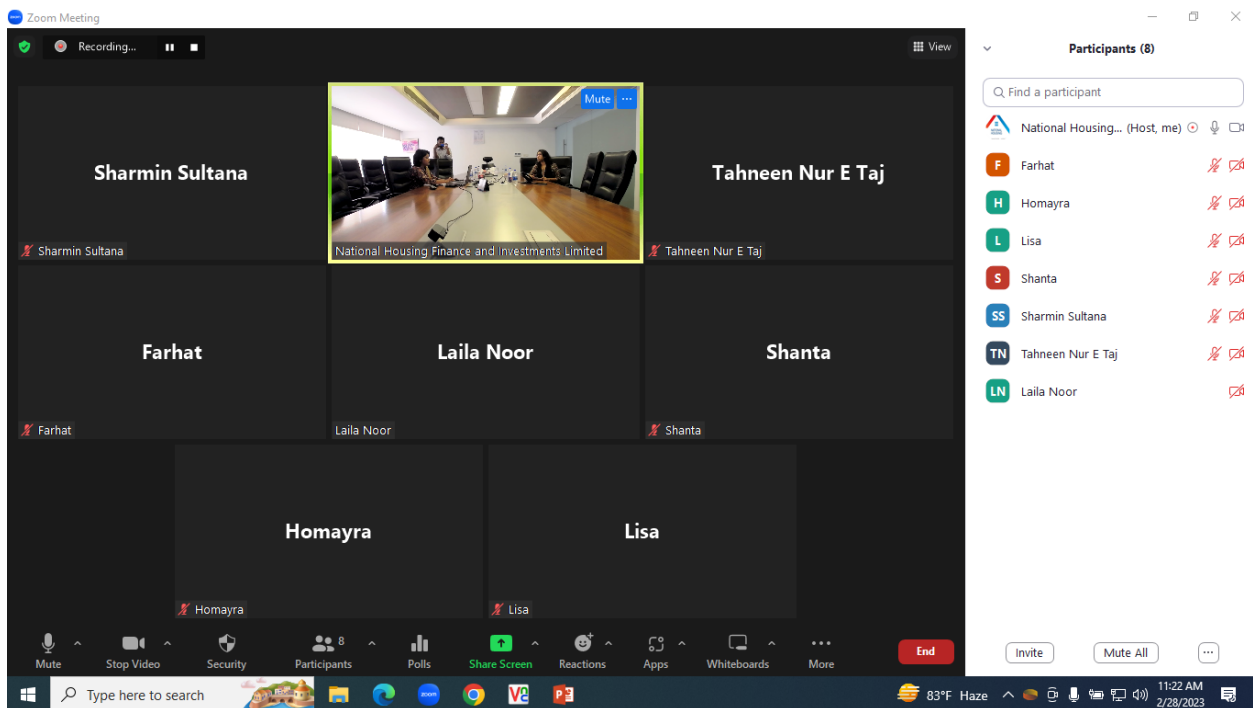 Zoom Meeting
Recording...
View
Participants (8)
Find a participant
National Housing... (Host, me)
F Farhat
H Homayra
L Lisa
S Shanta
SS Sharmin Sultana
TN Tahneen Nur E Taj
LN Laila Noor
Sharmin Sultana
Sharmin Sultana
Mute ...
National Housing Finance and Investments Limited
Tahneen Nur E Taj
Tahneen Nur E Taj
Farhat
Farhat
Laila Noor
Laila Noor
Shanta
Shanta
Homayra
Homayra
Lisa
Lisa
Mute
Stop Video
Security
8
Participants
Polls
Share Screen
Reactions
Apps
Whiteboards
More
End
Invite
Mute All
...
Type here to search
zoom
83°F Haze
11:22 AM
2/28/2023